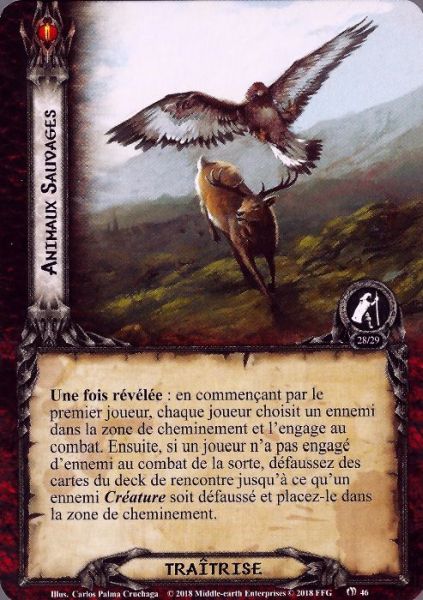 ANIMAUX SAUVAGES
28/29
Une fois révélée : en commençant par le
premier joueur, chaque joueur choisit un ennemi
dans la zone de cheminement et l'engage au
combat. Ensuite, si un joueur n'a pas engagé
d'ennemi au combat de la sorte, défaussez des
cartes du deck de rencontre jusqu'à ce qu'un
ennemi Créature soit défaussé et placez-le dans
la zone de cheminement.
TRAÎTRISE
Illus. Carlos Palma Cruchaga © 2018 Middle-earth Enterprises © 2018 FFG 46